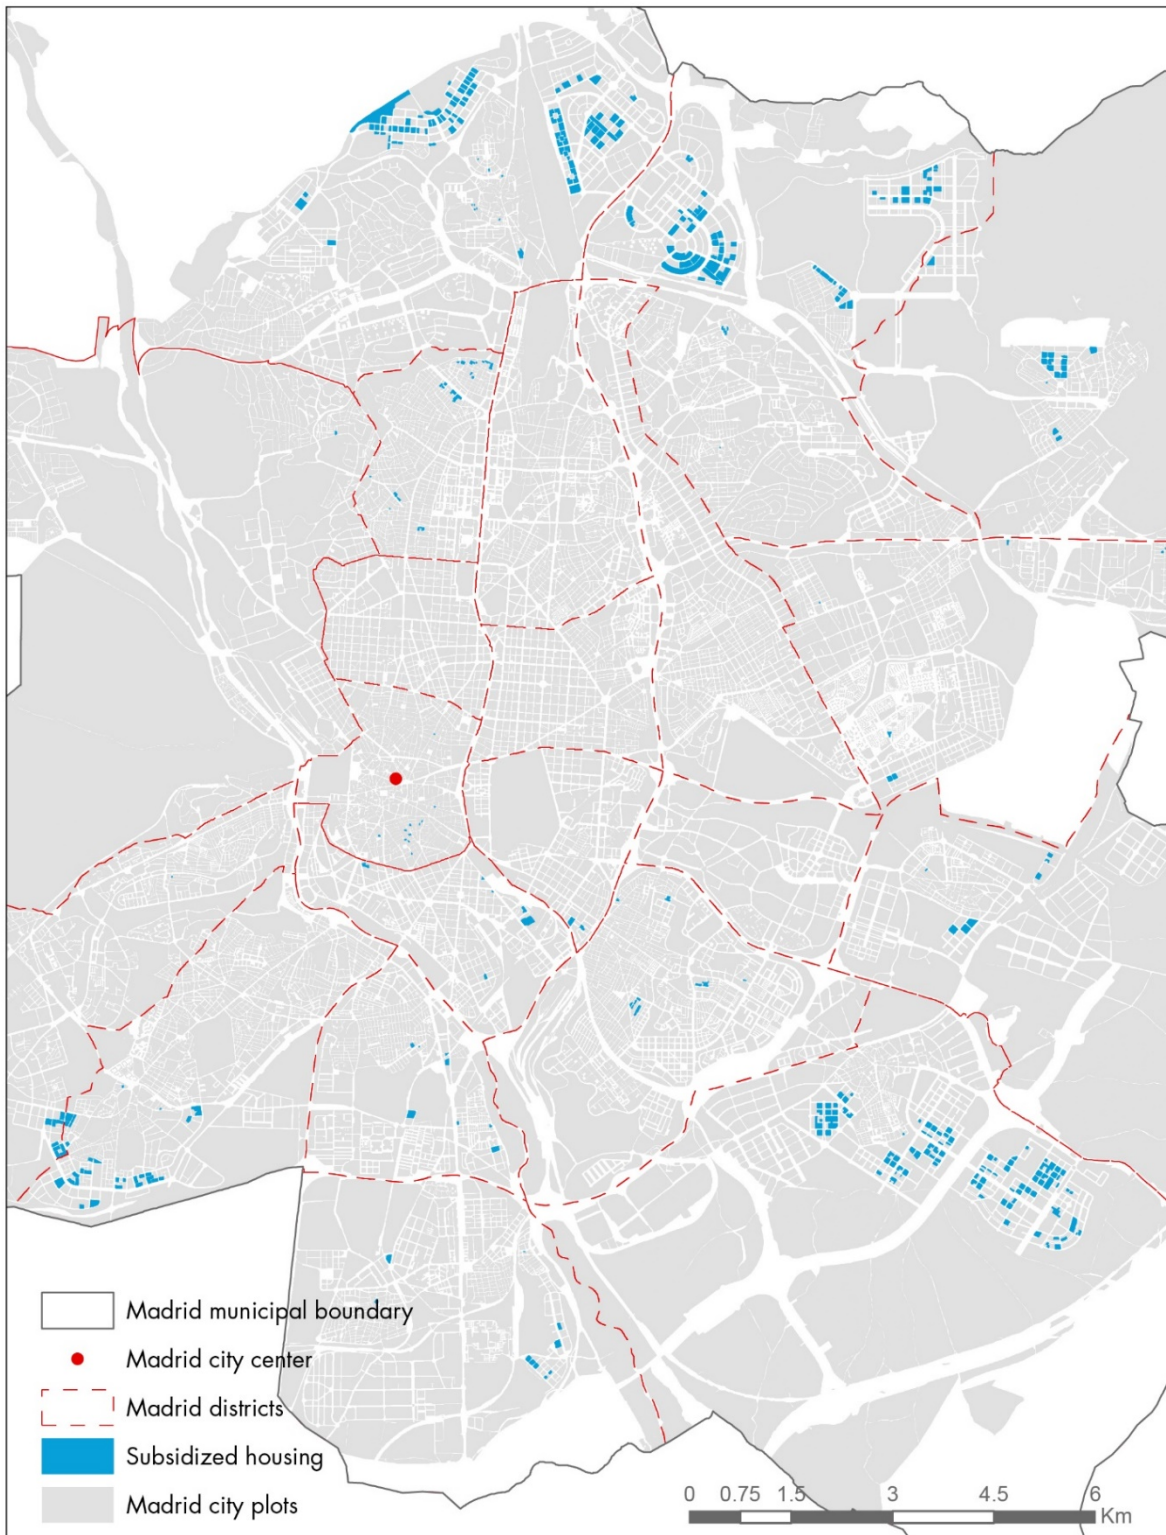 Madrid municipal boundary
Madrid city center
Madrid districts
Subsidized housing
Madrid city plots
0 0.75 1.5 3 4.5 6
Km